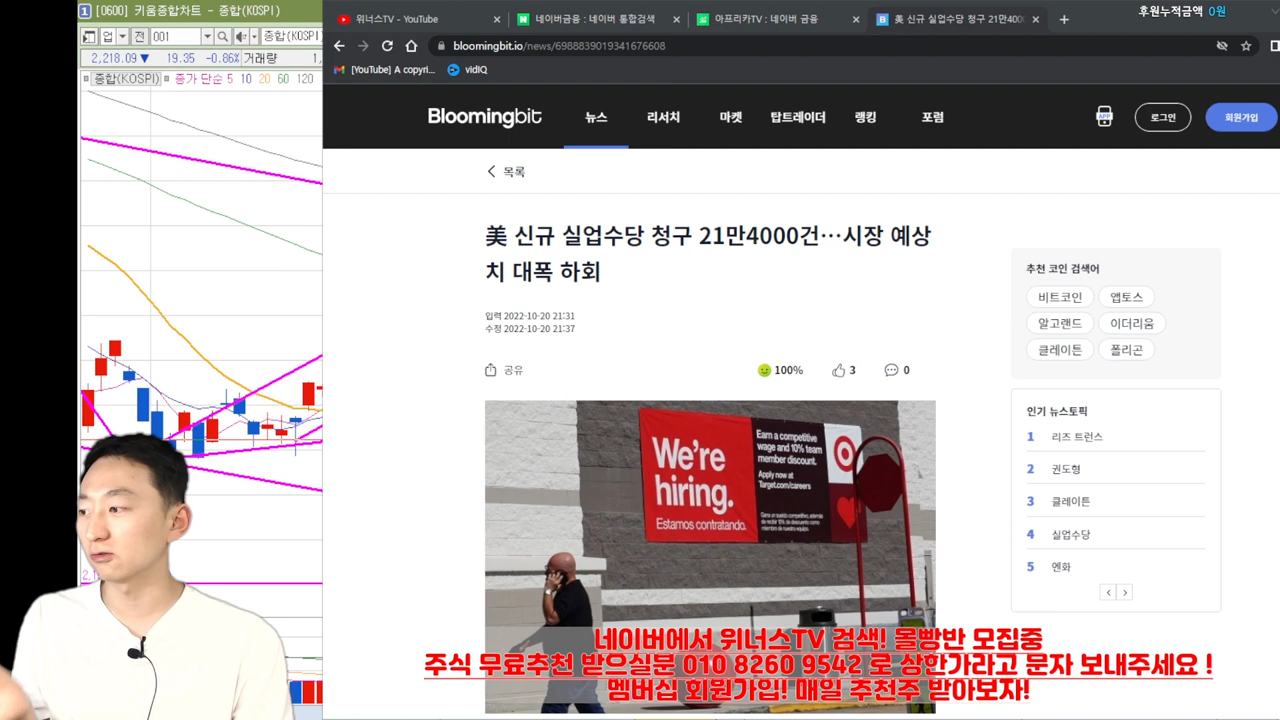 [0600] 키움종합차트 - 종합(KOSPI)
업 전 001 종합(KOSPI)
2,218.09 ▼ 19.35 -0.86% 거래량
종합(KOSPI) 종가 단순 5 10 20 60 120
위너스TV - YouTube
네이버금융 : 네이버 통합검색
아프리카TV : 네이버 금융
美 신규 실업수당 청구 21만400
후원누적금액 0원
bloomingbit.io/news/6988839019341676608
[YouTube] A copyri...
vidIQ
Bloomingbit
뉴스
리서치
마켓
탑트레이더
랭킹
포럼
APP
로그인
회원가입
목록
美 신규 실업수당 청구 21만4000건…시장 예상
치 대폭 하회
입력 2022-10-20 21:31
수정 2022-10-20 21:37
공유
100%
3
0
추천 코인 검색어
비트코인
앱토스
알고랜드
이더리움
클레이튼
폴리곤
인기 뉴스토픽
1 리즈 트런스
2 권도형
3 클레이튼
4 실업수당
5 엔화
We're
hiring.
Estamos contratando.
Earn a competitive
wage and 10% team
member discount.
Apply now at
Target.com/careers
네이버에서 위너스TV 검색! 몰빵반 모집중
주식 무료추천 받으실분 010 8260 9542 로 상한가라고 문자 보내주세요 !
멤버십 회원가입! 매일 추천주 받아보자!